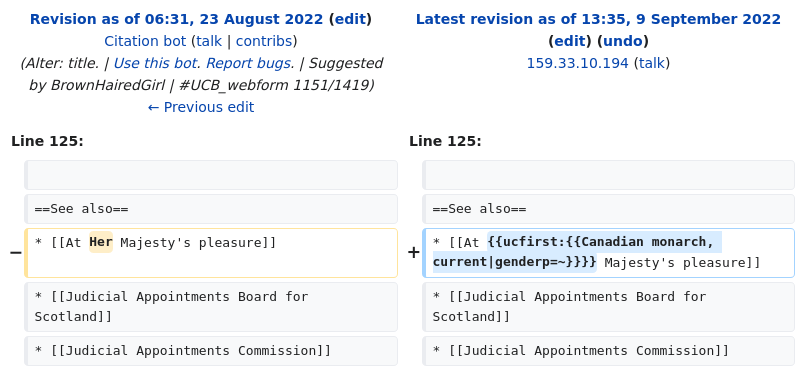 Revision as of 06:31, 23 August 2022 (edit)
Citation bot (talk | contribs)
(Alter: title. | Use this bot. Report bugs. | Suggested
by BrownHairedGirl | #UCB_webform 1151/1419)
← Previous edit
Latest revision as of 13:35, 9 September 2022
(edit) (undo)
159.33.10.194 (talk)
Line 125:
Line 125:
==See also==
==See also==
− * [[At Her Majesty's pleasure]]
+ * [[At {{ucfirst:{{Canadian monarch,
current|genderp=~}}}} Majesty's pleasure]]
* [[Judicial Appointments Board for
Scotland]]
* [[Judicial Appointments Board for
Scotland]]
* [[Judicial Appointments Commission]]
* [[Judicial Appointments Commission]]